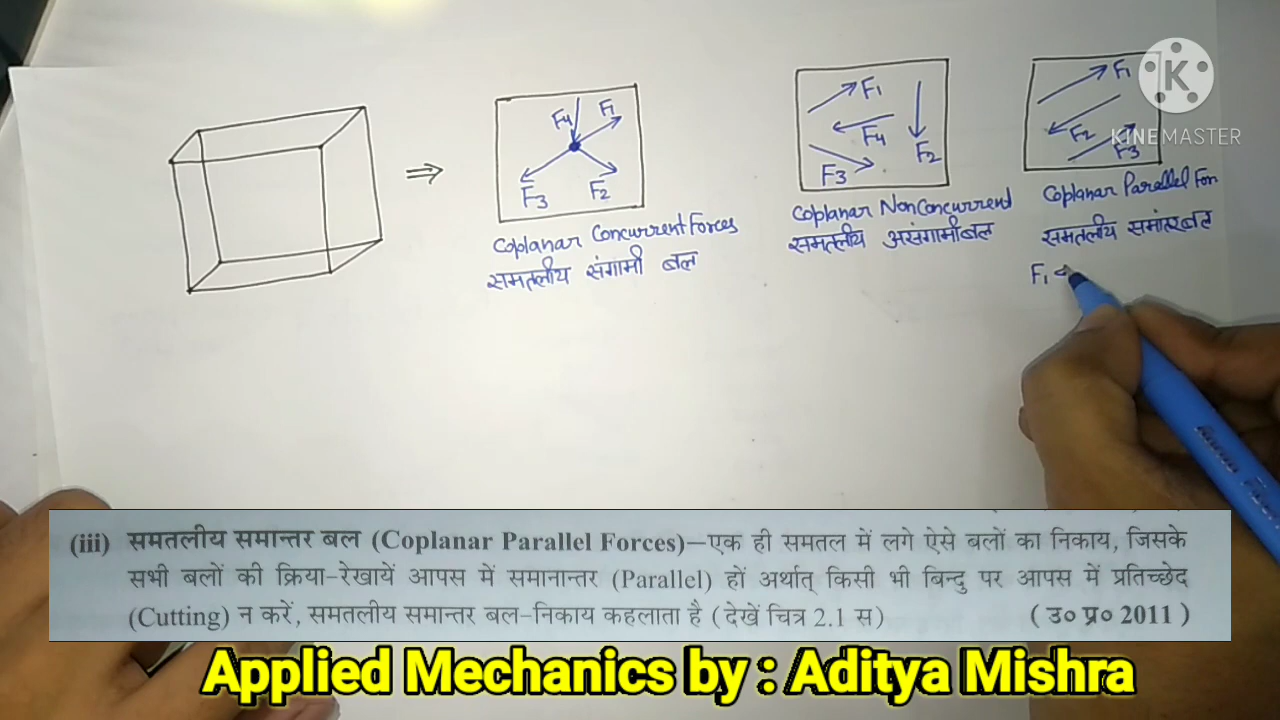 F4 F1
F3 F2
Coplanar Concurrent Forces
समतलीय संगामी बल
F1
F4
F3 F2
Coplanar NonConcurrent
समतलीय असंगामी बल
F1
F2
F3
K
KINEMASTER
Coplanar Parallel For
समतलीय समांतर बल
F1
(iii) समतलीय समान्तर बल (Coplanar Parallel Forces)—एक ही समतल में लगे ऐसे बलों का निकाय, जिसके
सभी बलों की क्रिया-रेखायें आपस में समानान्तर (Parallel) हों अर्थात् किसी भी बिन्दु पर आपस में प्रतिच्छेद
(Cutting) न करें, समतलीय समान्तर बल-निकाय कहलाता है (देखें चित्र 2.1 स) (उ० प्र० 2011)
Applied Mechanics by : Aditya Mishra